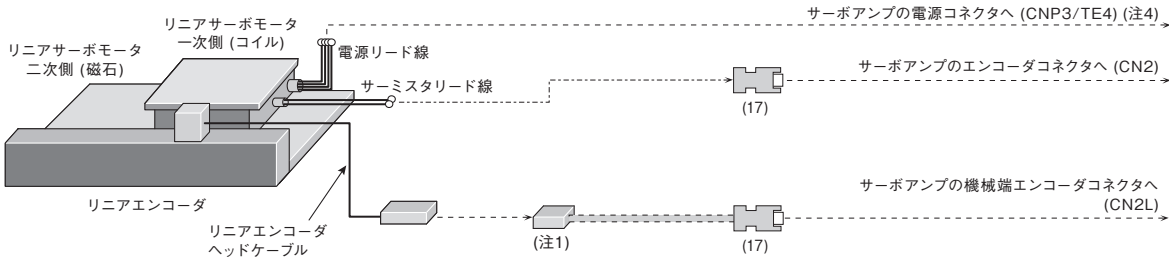 サーボアンプの電源コネクタへ (CNP3/TE4) (注4)
リニアサーボモータ
一次側 (コイル)
リニアサーボモータ
二次側 (磁石)
電源リード線
サーボアンプのエンコーダコネクタへ (CN2)
サーミスタリード線
(17)
サーボアンプの機械端エンコーダコネクタへ
(CN2L)
リニアエンコーダ
リニアエンコーダ
ヘッドケーブル
(注1)
(17)